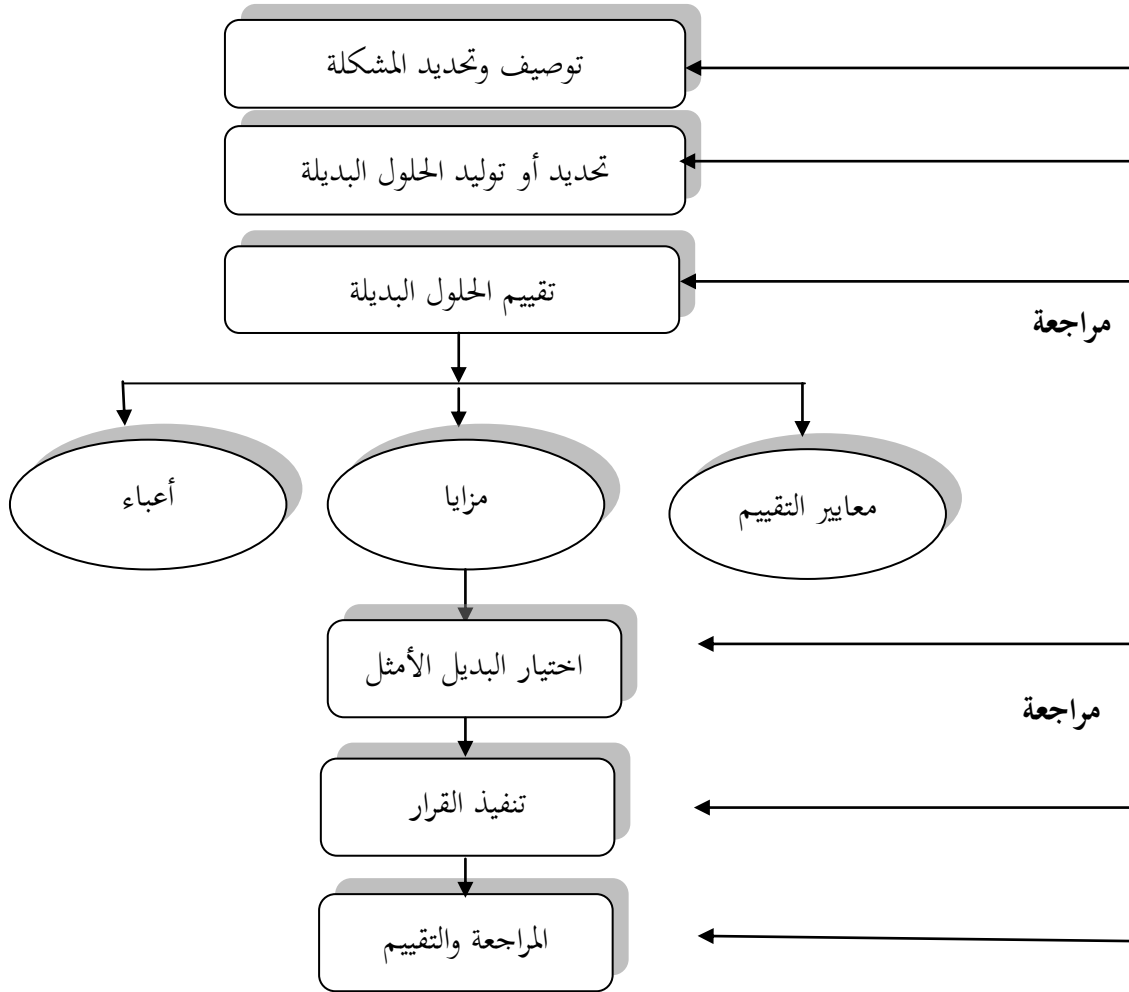 توصيف وتحديد المشكلة
تحديد أو توليد الحلول البديلة
تقييم الحلول البديلة
مراجعة
معايير التقييم
مزايا
أعباء
اختيار البديل الأمثل
مراجعة
تنفيذ القرار
المراجعة والتقييم